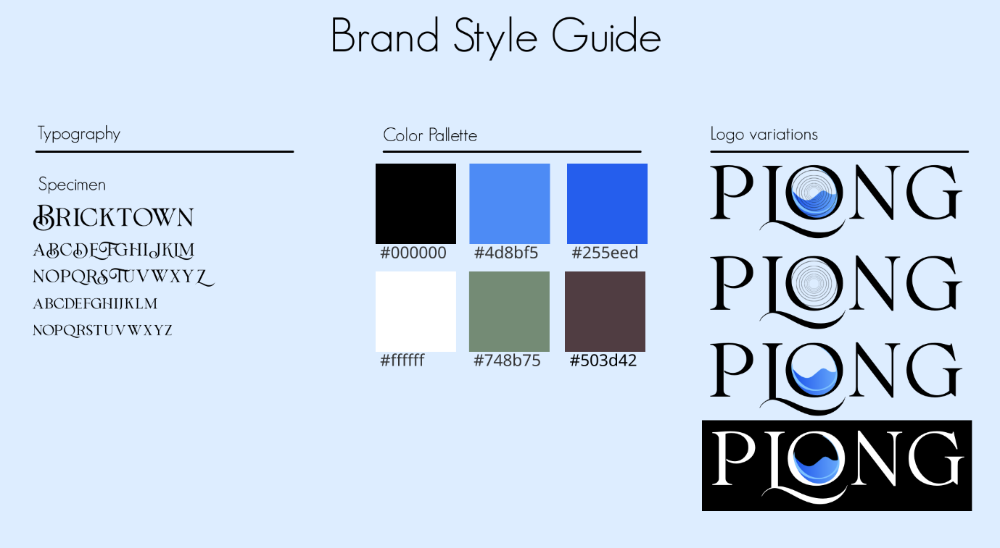 Brand Style Guide
Typography
Specimen
BRICKTOWN
ABCDEFGHIJKLM
NOPQRSTUVWXYZ
ABCDEFGHIJKLM
NOPQRSTUVWXYZ
Color Pallette
#000000 #4d8bf5 #255eed
#ffffff #748b75 #503d42
Logo variations
PLONG
PLONG
PLONG
PLONG